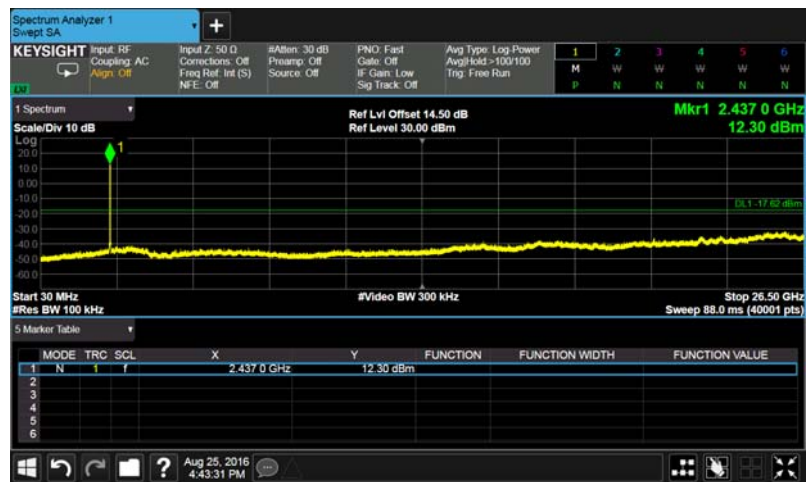 Spectrum Analyzer 1
Swept SA
KEYSIGHT Input: RF Input Z: 50 Ω #Atten: 30 dB PNO: Fast Avg Type: Log-Power 1 2 3 4 5 6
Coupling: AC Corrections: Off Preamp: Off Gate: Off Avg|Hold:>100/100 M W W W W W
Align: Off Freq Ref: Int (S) Source: Off IF Gain: Low Trig: Free Run
LXI NFE: Off Sig Track: Off P N N N N N
1 Spectrum Ref Lvl Offset 14.50 dB Mkr1 2.437 0 GHz
Scale/Div 10 dB Ref Level 30.00 dBm 12.30 dBm
Log
1
20.0
10.0
0.00
-10.0
DL1 -17.62 dBm
-20.0
-30.0
-40.0
-50.0
-60.0
Start 30 MHz #Video BW 300 kHz Stop 26.50 GHz
#Res BW 100 kHz Sweep 88.0 ms (40001 pts)
5 Marker Table
MODE TRC SCL X Y FUNCTION FUNCTION WIDTH FUNCTION VALUE
1 N 1 f 2.437 0 GHz 12.30 dBm
2
3
4
5
6
? Aug 25, 2016
4:43:31 PM